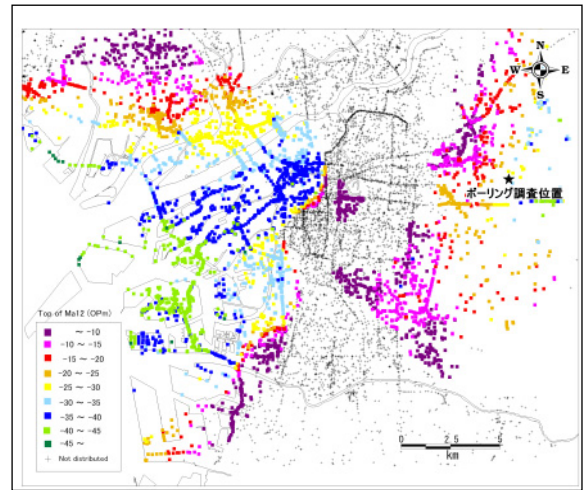 N
W E
S
ボーリング調査位置
Top of Ma12 (OPm)
～ -10
-10 ～ -15
-15 ～ -20
-20 ～ -25
-25 ～ -30
-30 ～ -35
-35 ～ -40
-40 ～ -45
-45 ～
Not distributed
0 2.5 5
km